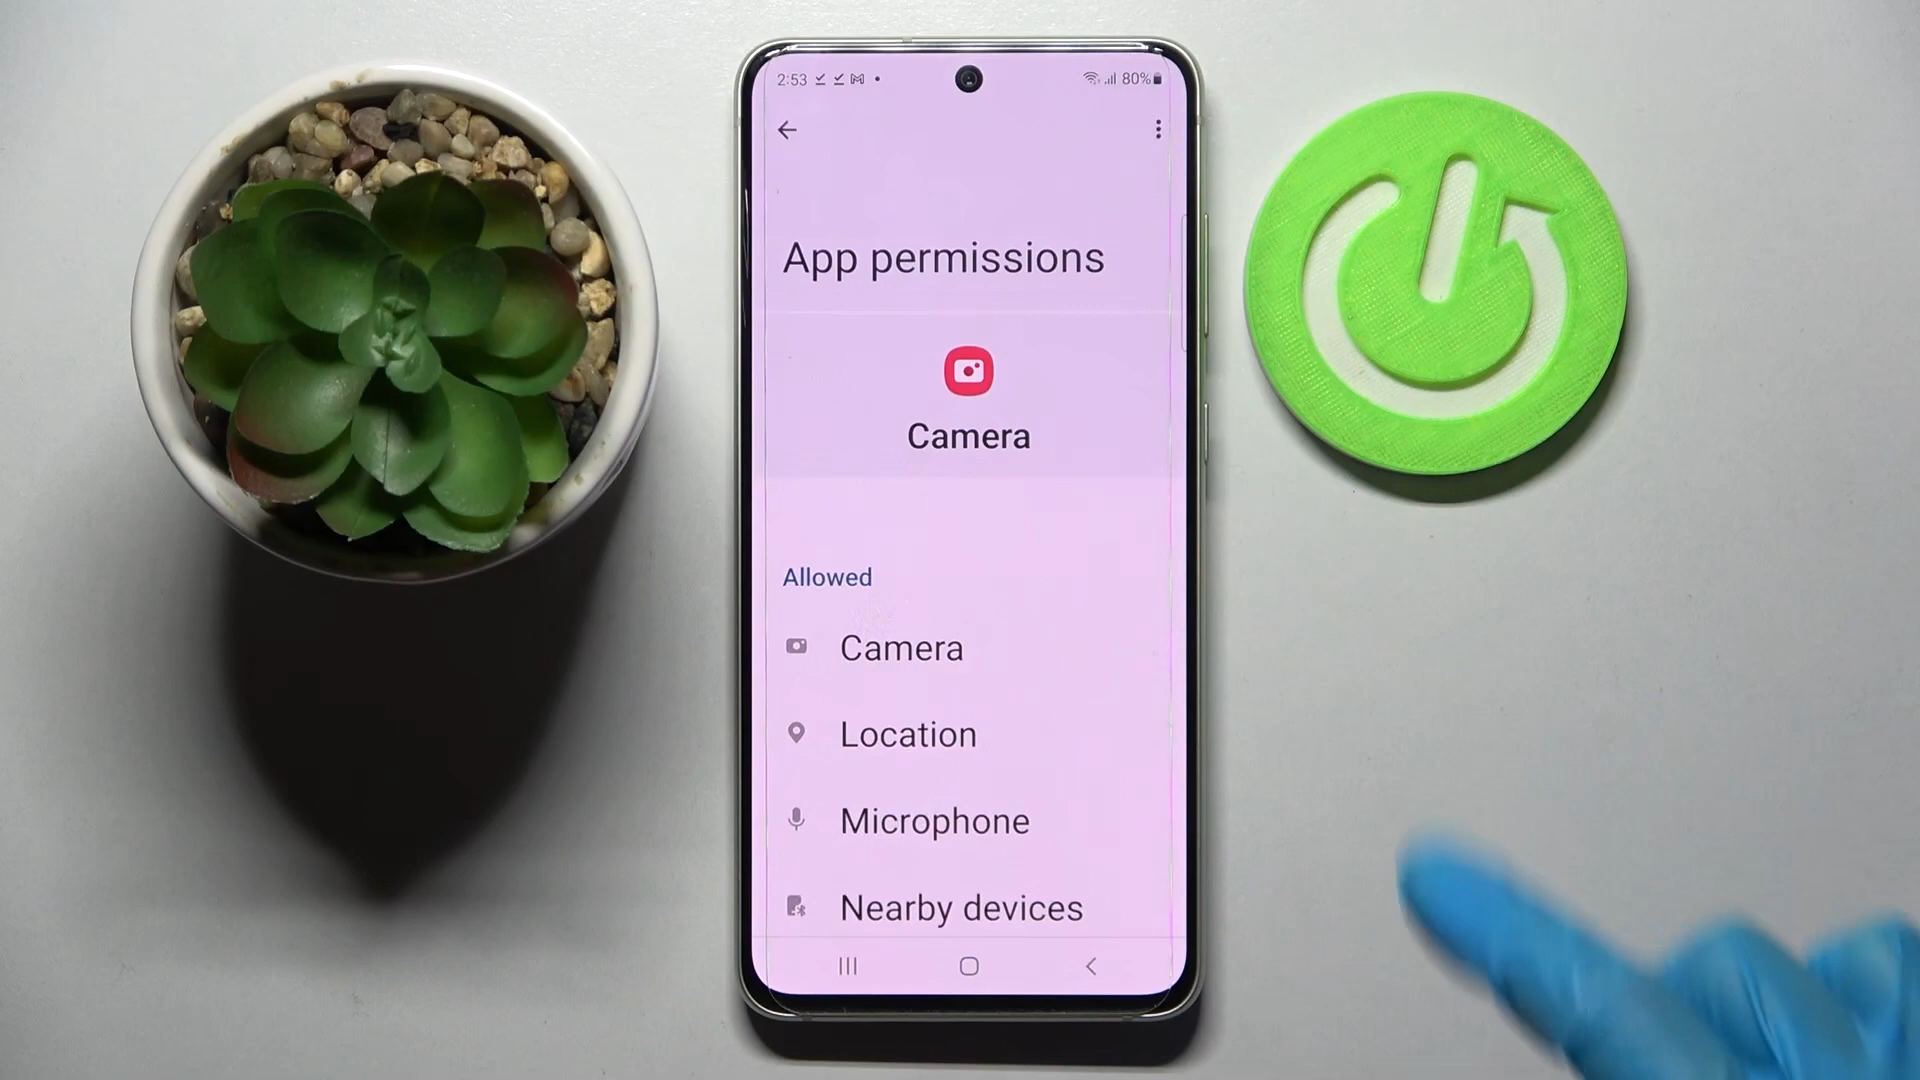 2:53 80%
App permissions
Camera
Allowed
Camera
Location
Microphone
Nearby devices